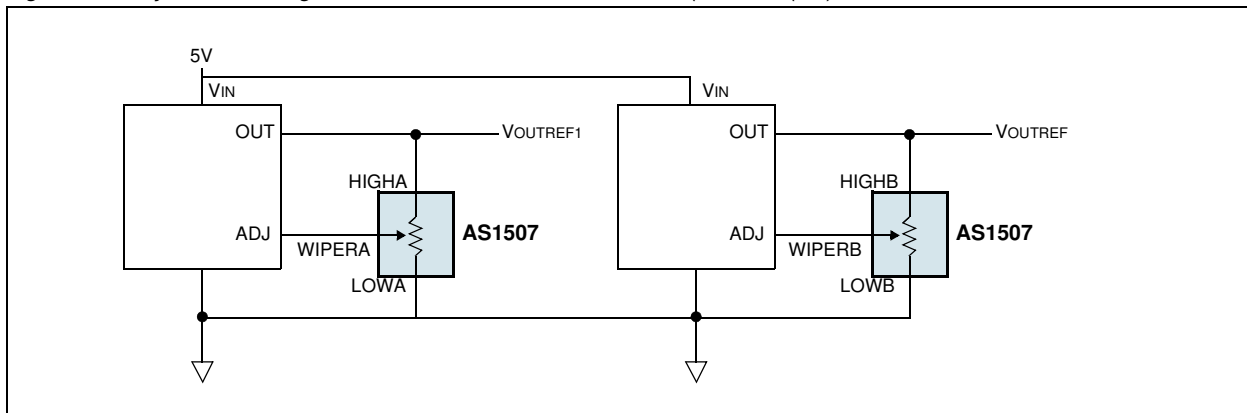 5V
VIN
VIN
OUT
VOUTREF1
OUT
VOUTREF
HIGHA
HIGHB
ADJ
WIPERA
AS1507
ADJ
WIPERB
AS1507
LOWA
LOWB